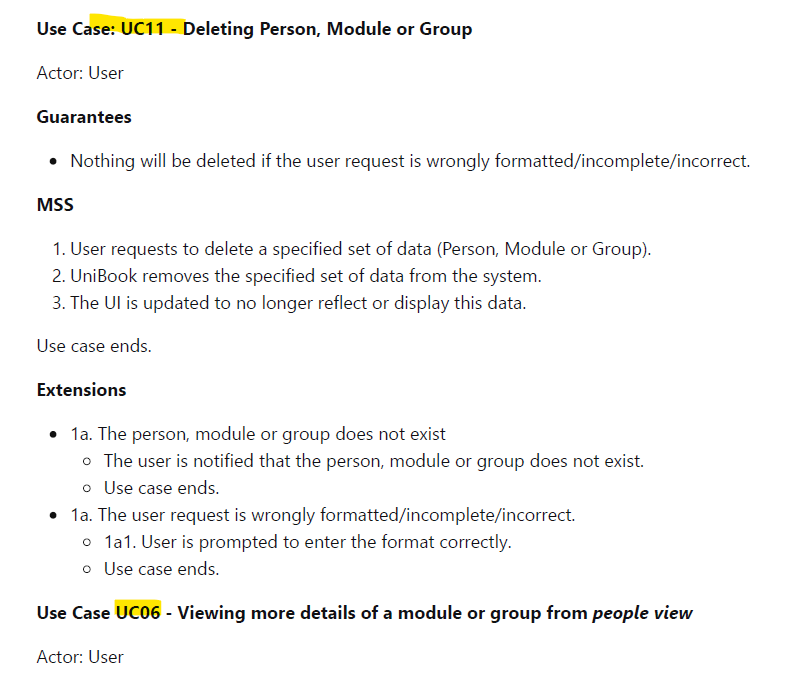 Use Case: UC11 - Deleting Person, Module or Group
Actor: User
Guarantees
• Nothing will be deleted if the user request is wrongly formatted/incomplete/incorrect.
MSS
1. User requests to delete a specified set of data (Person, Module or Group).
2. UniBook removes the specified set of data from the system.
3. The UI is updated to no longer reflect or display this data.
Use case ends.
Extensions
• 1a. The person, module or group does not exist
◦ The user is notified that the person, module or group does not exist.
◦ Use case ends.
• 1a. The user request is wrongly formatted/incomplete/incorrect.
◦ 1a1. User is prompted to enter the format correctly.
◦ Use case ends.
Use Case UC06 - Viewing more details of a module or group from people view
Actor: User